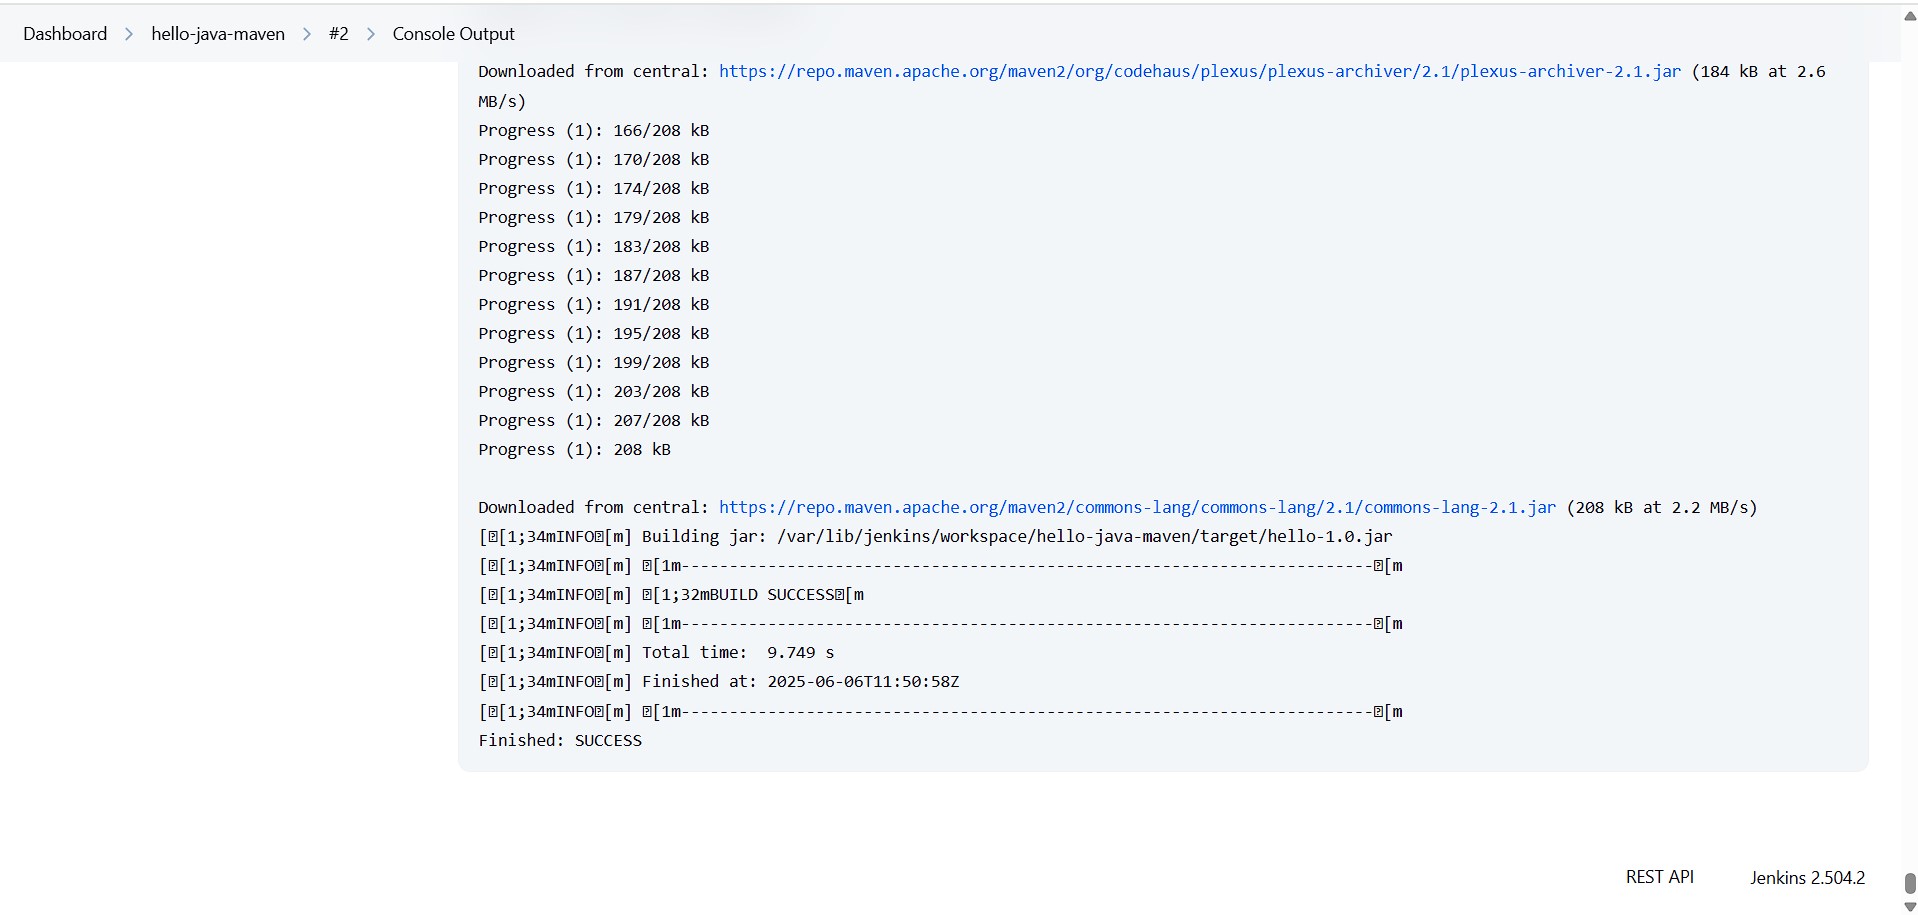 Dashboard > hello-java-maven > #2 > Console Output
Downloaded from central: https://repo.maven.apache.org/maven2/org/codehaus/plexus/plexus-archiver/2.1/plexus-archiver-2.1.jar (184 kB at 2.6
MB/s)
Progress (1): 166/208 kB
Progress (1): 170/208 kB
Progress (1): 174/208 kB
Progress (1): 179/208 kB
Progress (1): 183/208 kB
Progress (1): 187/208 kB
Progress (1): 191/208 kB
Progress (1): 195/208 kB
Progress (1): 199/208 kB
Progress (1): 203/208 kB
Progress (1): 207/208 kB
Progress (1): 208 kB
Downloaded from central: https://repo.maven.apache.org/maven2/commons-lang/commons-lang/2.1/commons-lang-2.1.jar (208 kB at 2.2 MB/s)
[�[1;34mINFO�[m] Building jar: /var/lib/jenkins/workspace/hello-java-maven/target/hello-1.0.jar
[�[1;34mINFO�[m] �[1m------------------------------------------------------------------------�[m
[�[1;34mINFO�[m] �[1;32mBUILD SUCCESS�[m
[�[1;34mINFO�[m] �[1m------------------------------------------------------------------------�[m
[�[1;34mINFO�[m] Total time:  9.749 s
[�[1;34mINFO�[m] Finished at: 2025-06-06T11:50:58Z
[�[1;34mINFO�[m] �[1m------------------------------------------------------------------------�[m
Finished: SUCCESS
REST API Jenkins 2.504.2